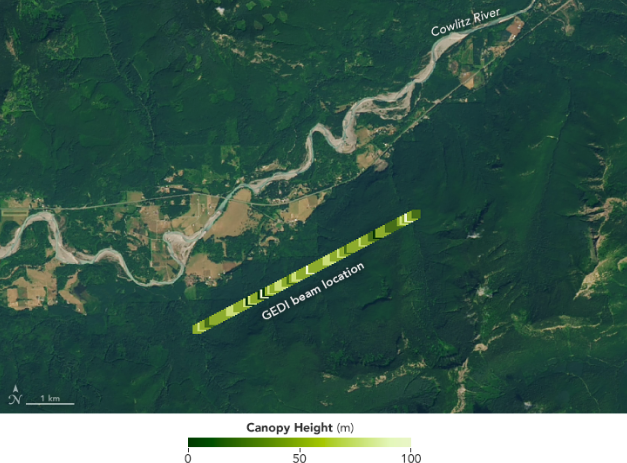 Cowlitz River
GEDI beam location
N
1 km
Canopy Height (m)
0
50
100